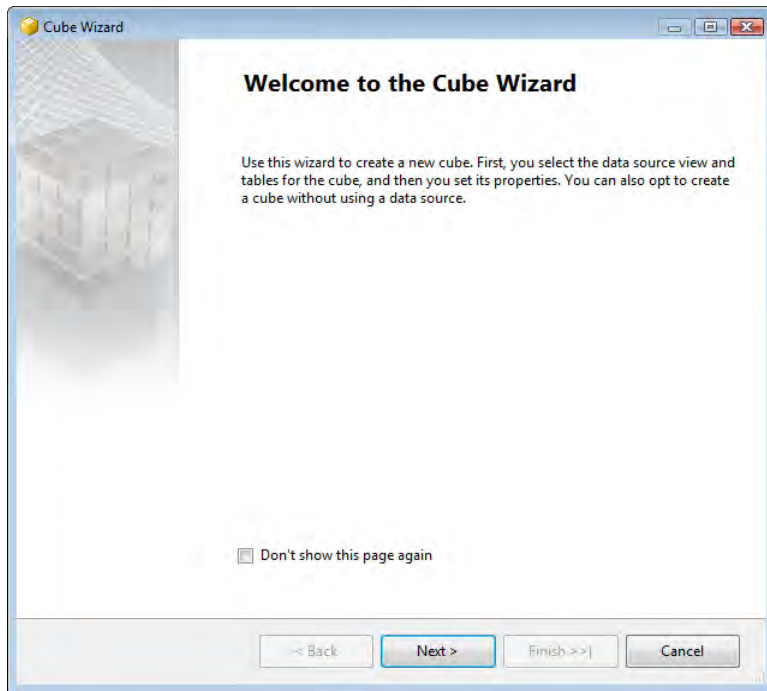 Cube Wizard
Welcome to the Cube Wizard
Use this wizard to create a new cube. First, you select the data source view and
tables for the cube, and then you set its properties. You can also opt to create
a cube without using a data source.
Don't show this page again
< Back Next > Finish >>| Cancel